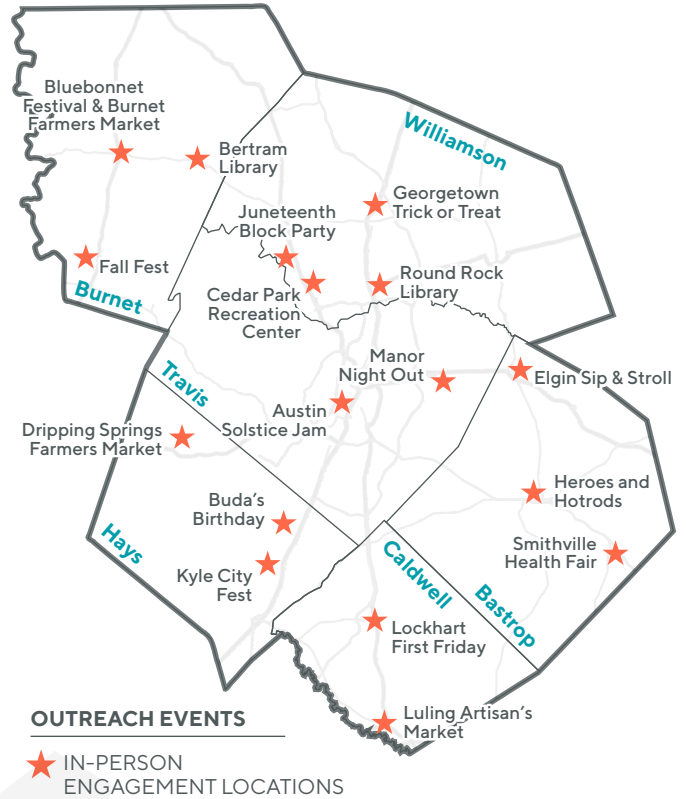 Bluebonnet
Festival & Burnet
Farmers Market
Bertram
Library
Williamson
Georgetown
Trick or Treat
Juneteenth
Block Party
Fall Fest
Cedar Park
Recreation
Center
Round Rock
Library
Burnet
Manor
Night Out
Elgin Sip & Stroll
Travis
Austin
Solstice Jam
Dripping Springs
Farmers Market
Heroes and
Hotrods
Buda's
Birthday
Smithville
Health Fair
Hays
Kyle City
Fest
Caldwell
Bastrop
Lockhart
First Friday
Luling Artisan's
Market
OUTREACH EVENTS
IN-PERSON
ENGAGEMENT LOCATIONS